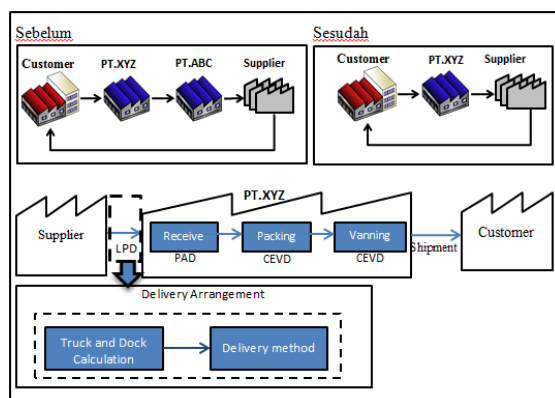 Sebelum
Customer PT.XYZ PT.ABC Supplier
Sesudah
Customer PT.XYZ Supplier
PT.XYZ
Supplier
LPD
Receive
PAD
Packing
CEVD
Vanning
CEVD
Shipment
Customer
Delivery Arrangement
Truck and Dock
Calculation
Delivery method